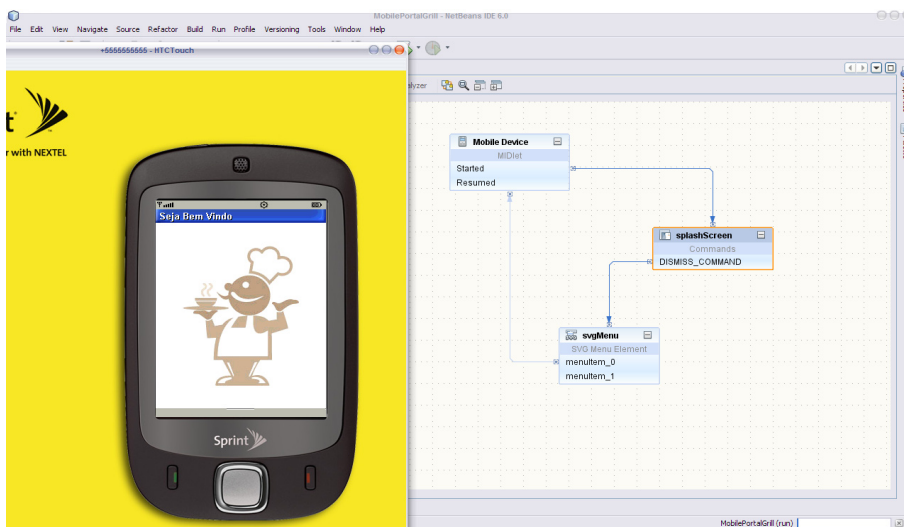 MobilePortalGrill - NetBeans IDE 6.0
File Edit View Navigate Source Refactor Build Run Profile Versioning Tools Window Help
+5555555555 - HTCTouch
alyzer
t
r with NEXTEL
Seja Bem Vindo
Sprint
Mobile Device
MIDlet
Started
Resumed
splashScreen
Commands
DISMISS_COMMAND
svgMenu
SVG Menu Element
menuItem_0
menuItem_1
MobilePortalGrill (run)